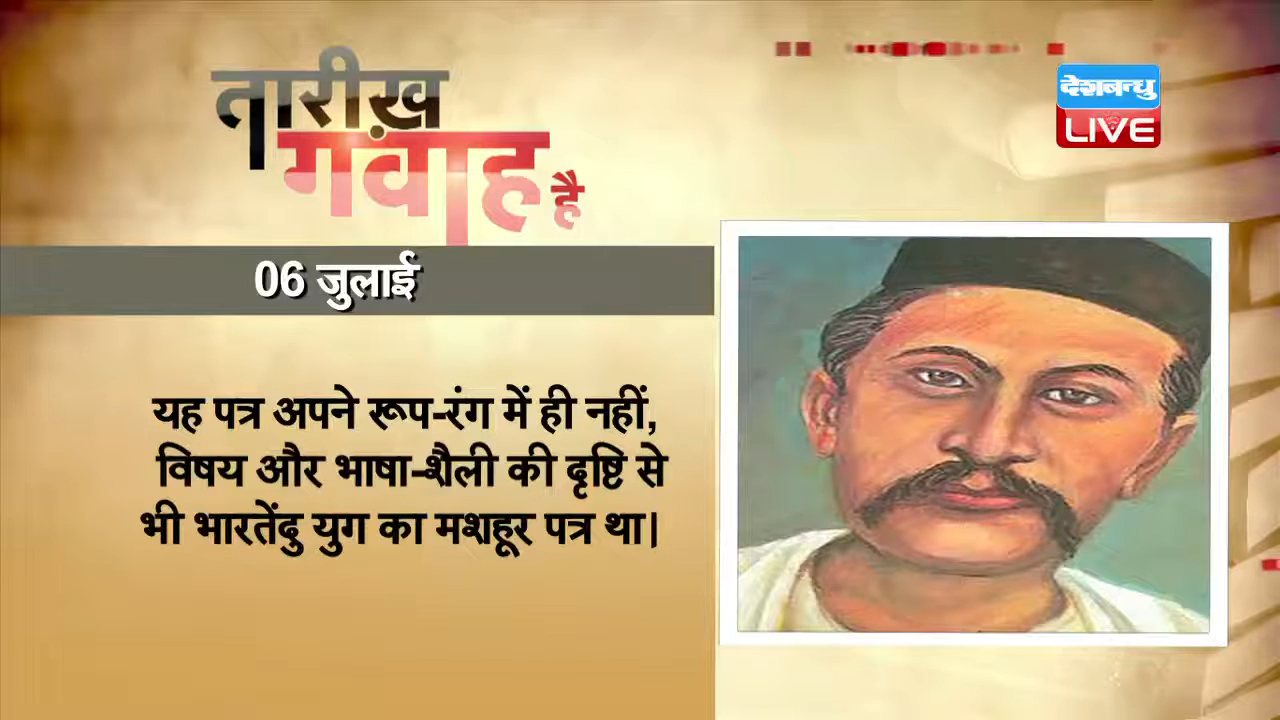 तारीख़
गवाह है
देशबन्धु
LIVE
06 जुलाई
यह पत्र अपने रूप-रंग में ही नहीं,
विषय और भाषा-शैली की दृष्टि से
भी भारतेंदु युग का मशहूर पत्र था।